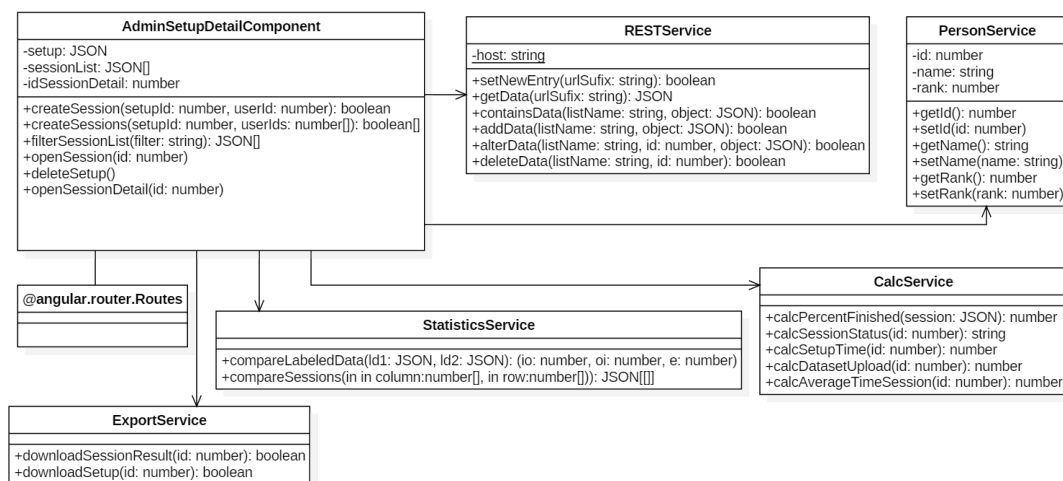 AdminSetupDetailComponent
-setup: JSON
-sessionList: JSON[]
-idSessionDetail: number
+createSession(setupId: number, userId: number): boolean
+createSessions(setupId: number, userIds: number[]): boolean[]
+filterSessionList(filter: string): JSON[]
+openSession(id: number)
+deleteSetup()
+openSessionDetail(id: number)
RESTService
-host: string
+setNewEntry(urlSufix: string): boolean
+getData(urlSufix: string): JSON
+containsData(listName: string, object: JSON): boolean
+addData(listName: string, object: JSON): boolean
+alterData(listName: string, id: number, object: JSON): boolean
+deleteData(listName: string, id: number): boolean
PersonService
-id: number
-name: string
-rank: number
+getId(): number
+setId(id: number)
+getName(): string
+setName(name: string)
+getRank(): number
+setRank(rank: number)
@angular.router.Routes
StatisticsService
+compareLabeledData(ld1: JSON, ld2: JSON): (io: number, oi: number, e: number)
+compareSessions(in in column:number[], in row:number[])): JSON[[]]
CalcService
+calcPercentFinished(session: JSON): number
+calcSessionStatus(id: number): string
+calcSetupTime(id: number): number
+calcDatasetUpload(id: number): number
+calcAverageTimeSession(id: number): number
ExportService
+downloadSessionResult(id: number): boolean
+downloadSetup(id: number): boolean